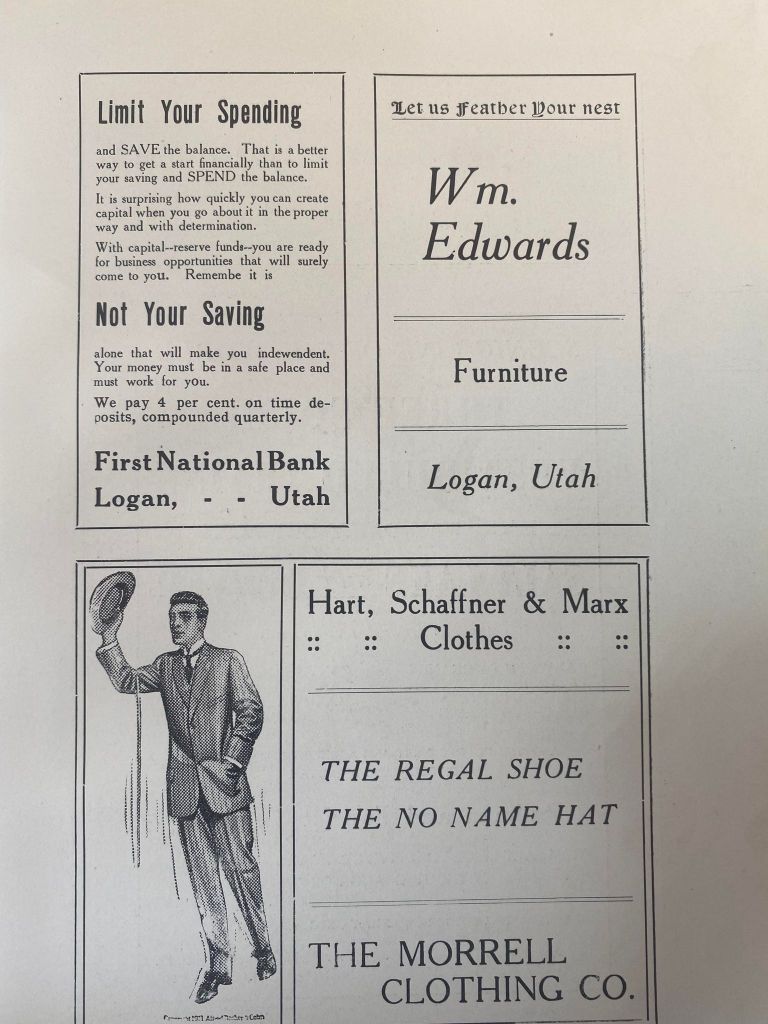 Limit Your Spending
and SAVE the balance. That is a better
way to get a start financially than to limit
your saving and SPEND the balance.
It is surprising how quickly you can create
capital when you go about it in the proper
way and with determination.
With capital--reserve funds--you are ready
for business opportunities that will surely
come to you. Remembe it is
Not Your Saving
alone that will make you indewendent.
Your money must be in a safe place and
must work for you.
We pay 4 per cent. on time de-
posits, compounded quarterly.
First National Bank
Logan, - - Utah
Let us Feather Your nest
Wm.
Edwards
Furniture
Logan, Utah
Hart, Schaffner & Marx
:: :: Clothes :: ::
THE REGAL SHOE
THE NO NAME HAT
THE MORRELL
CLOTHING CO.